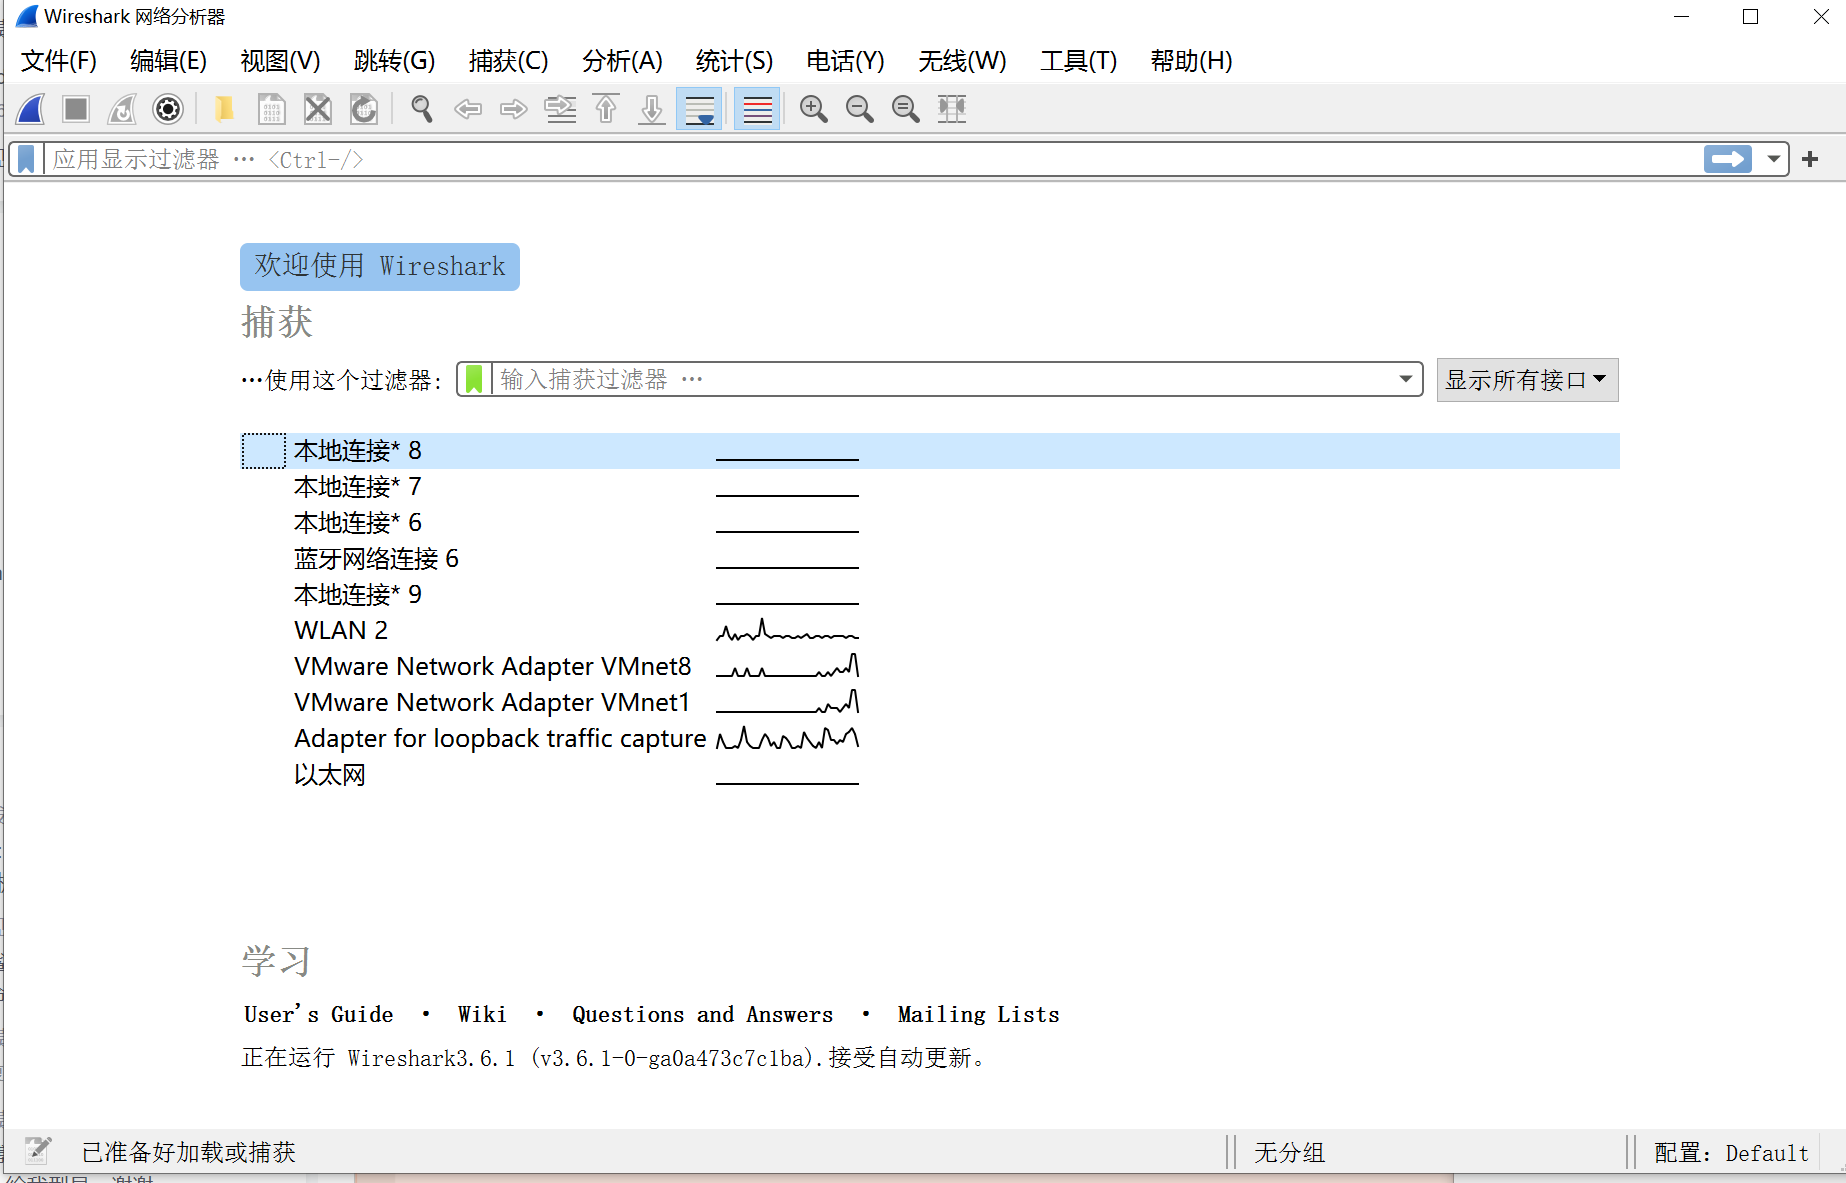 Wireshark 网络分析器
文件(F) 编辑(E) 视图(V) 跳转(G) 捕获(C) 分析(A) 统计(S) 电话(Y) 无线(W) 工具(T) 帮助(H)
应用显示过滤器 … <Ctrl-/>
欢迎使用 Wireshark
捕获
…使用这个过滤器: 输入捕获过滤器 … 显示所有接口
本地连接* 8
本地连接* 7
本地连接* 6
蓝牙网络连接 6
本地连接* 9
WLAN 2
VMware Network Adapter VMnet8
VMware Network Adapter VMnet1
Adapter for loopback traffic capture
以太网
学习
User's Guide · Wiki · Questions and Answers · Mailing Lists
正在运行 Wireshark3.6.1 (v3.6.1-0-ga0a473c7c1ba).接受自动更新。
已准备好加载或捕获 无分组 配置: Default